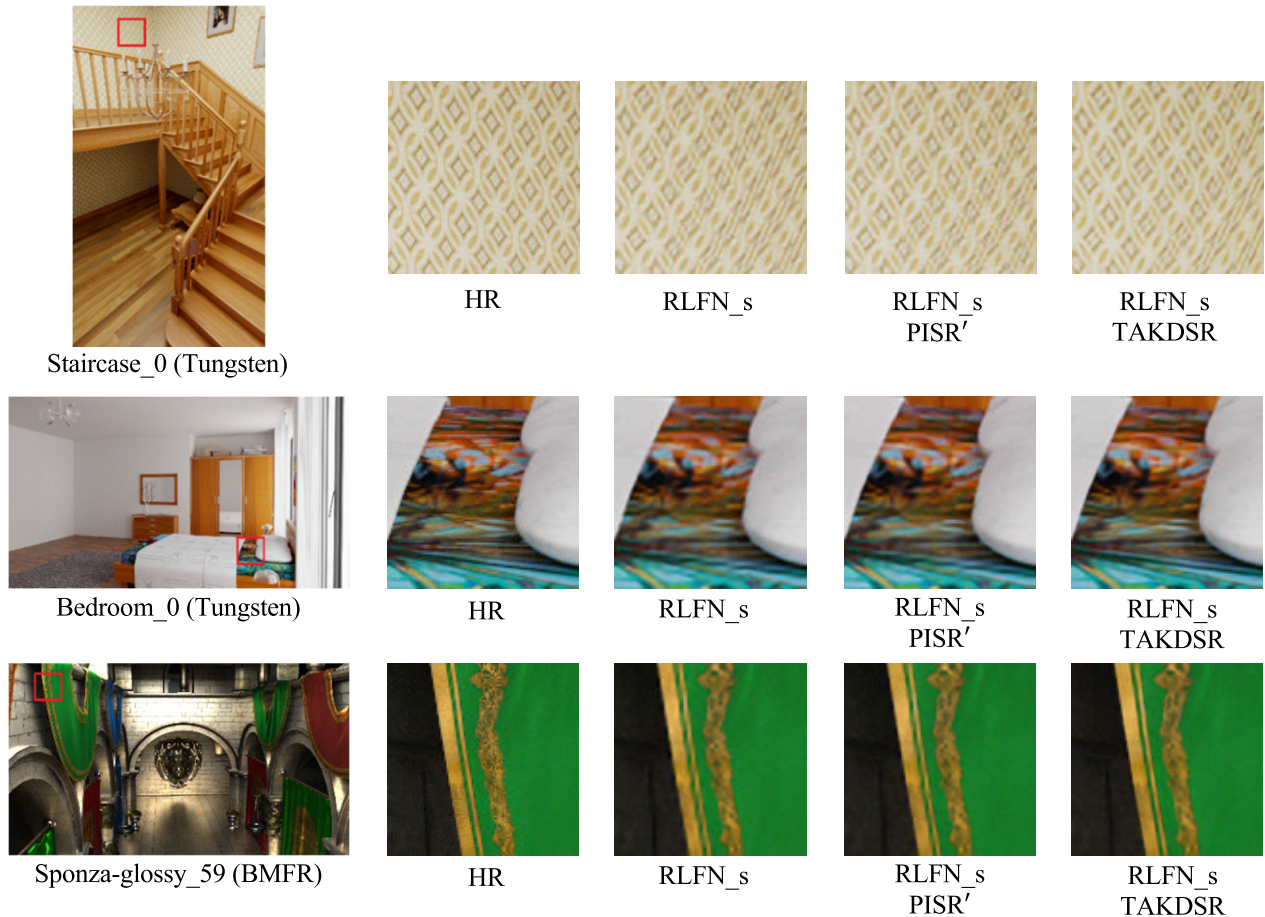 HR
RLFN_s
RLFN_s
PISR′
RLFN_s
TAKDSR
Staircase_0 (Tungsten)
HR
RLFN_s
RLFN_s
PISR′
RLFN_s
TAKDSR
Bedroom_0 (Tungsten)
HR
RLFN_s
RLFN_s
PISR′
RLFN_s
TAKDSR
Sponza-glossy_59 (BMFR)